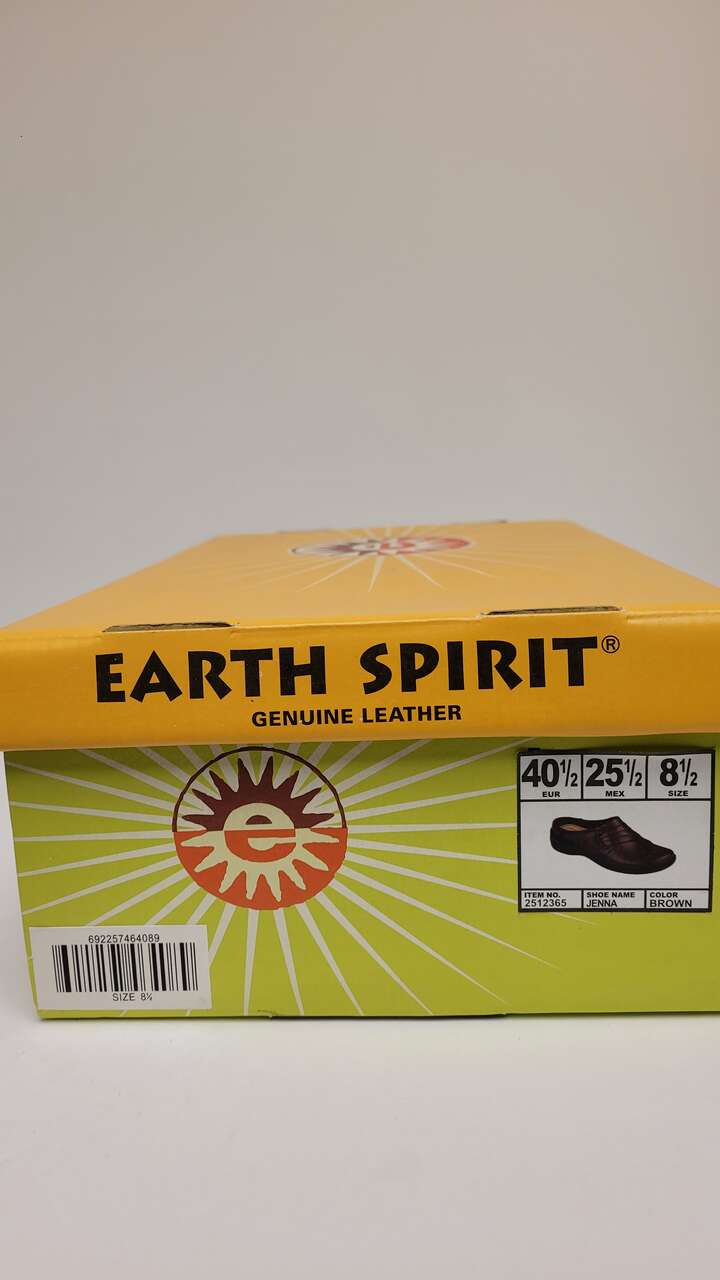 EARTH SPIRIT®
GENUINE LEATHER
e
40½ 25½ 8½
EUR MEX SIZE
ITEM NO. SHOE NAME COLOR
2512365 JENNA BROWN
692257464089
SIZE 8½